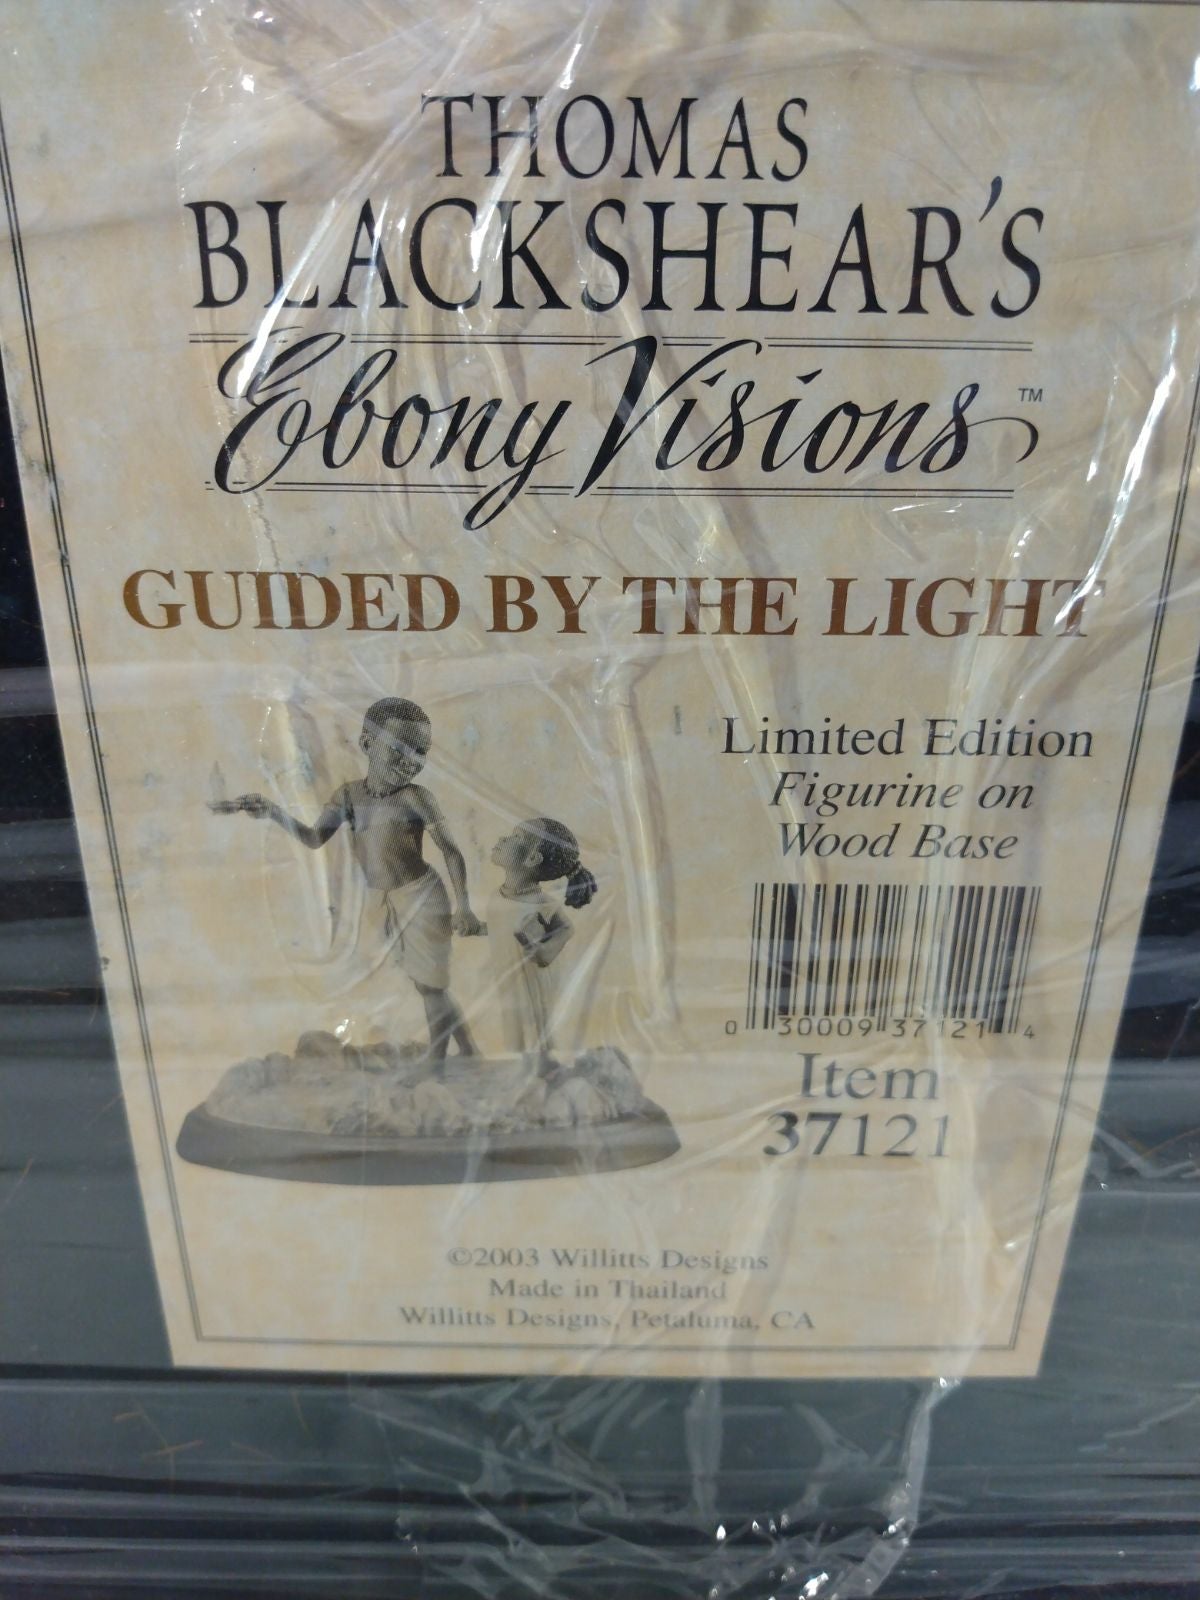 THOMAS
BLACKSHEAR'S
Ebony Visions™
GUIDED BY THE LIGHT
Limited Edition
Figurine on
Wood Base
0 30009 37121 4
Item
37121
©2003 Willitts Designs
Made in Thailand
Willitts Designs, Petaluma, CA